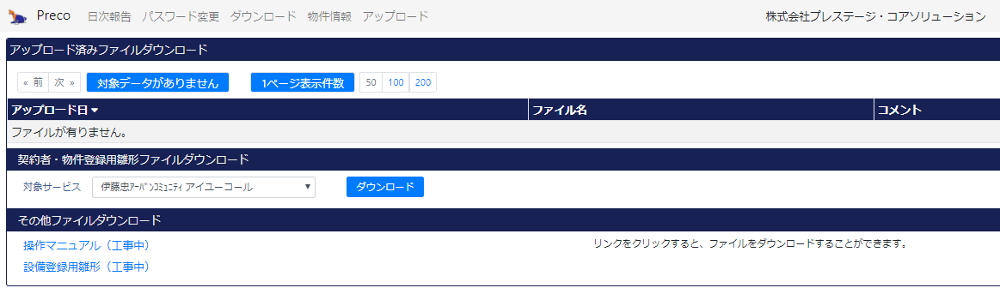 Preco 日次報告 パスワード変更 ダウンロード 物件情報 アップロード 株式会社プレステージ・コアソリューション
アップロード済みファイルダウンロード
« 前 次 » 対象データがありません 1ページ表示件数 50 100 200
アップロード日 ファイル名 コメント
ファイルが有りません。
契約者・物件登録用雛形ファイルダウンロード
対象サービス 伊藤忠ｱｰﾊﾞﾝｺﾐｭﾆﾃｨ アイユーコール ダウンロード
その他ファイルダウンロード
操作マニュアル（工事中） リンクをクリックすると、ファイルをダウンロードすることができます。
設備登録用雛形（工事中）